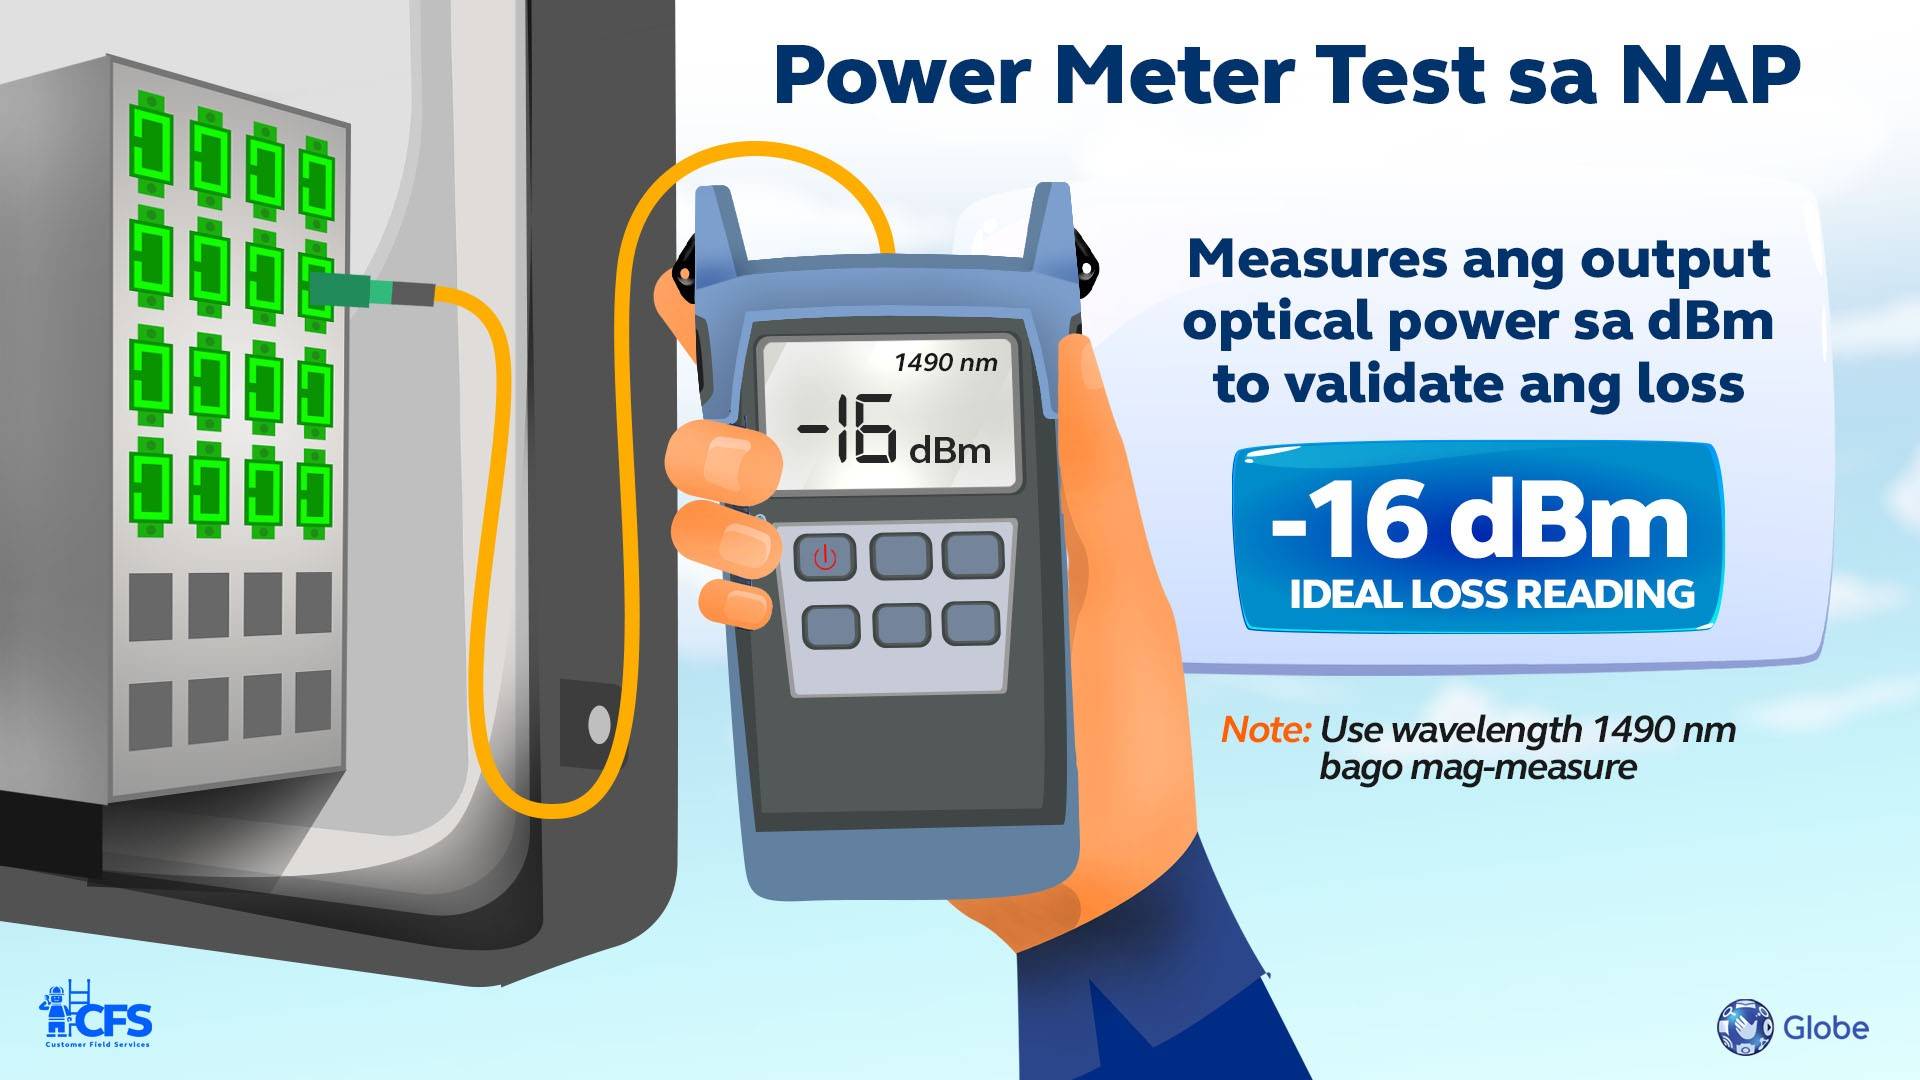 Power Meter Test sa NAP
1490 nm
-16 dBm
Measures ang output
optical power sa dBm
to validate ang loss
-16 dBm
IDEAL LOSS READING
Note: Use wavelength 1490 nm
bago mag-measure
CFS
Customer Field Services
Globe